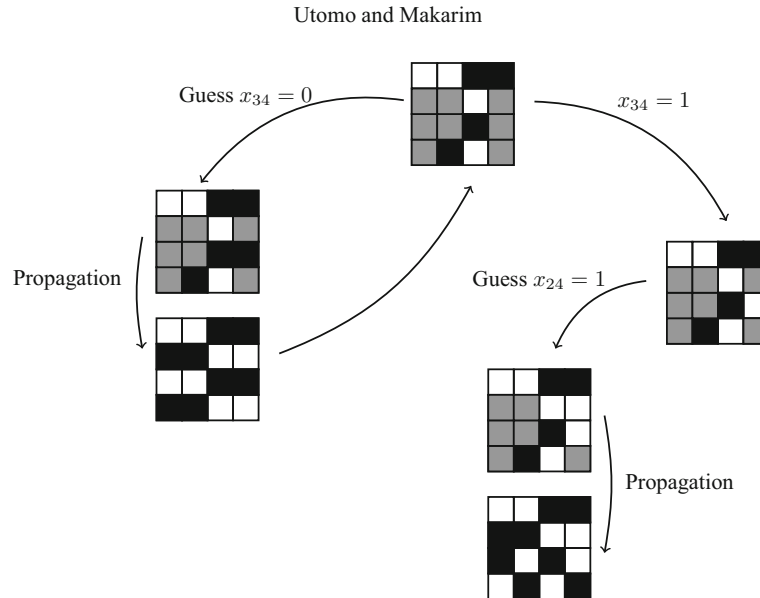 Utomo and Makarim
Guess x₃₄ = 0
x₃₄ = 1
Propagation
Guess x₂₄ = 1
Propagation